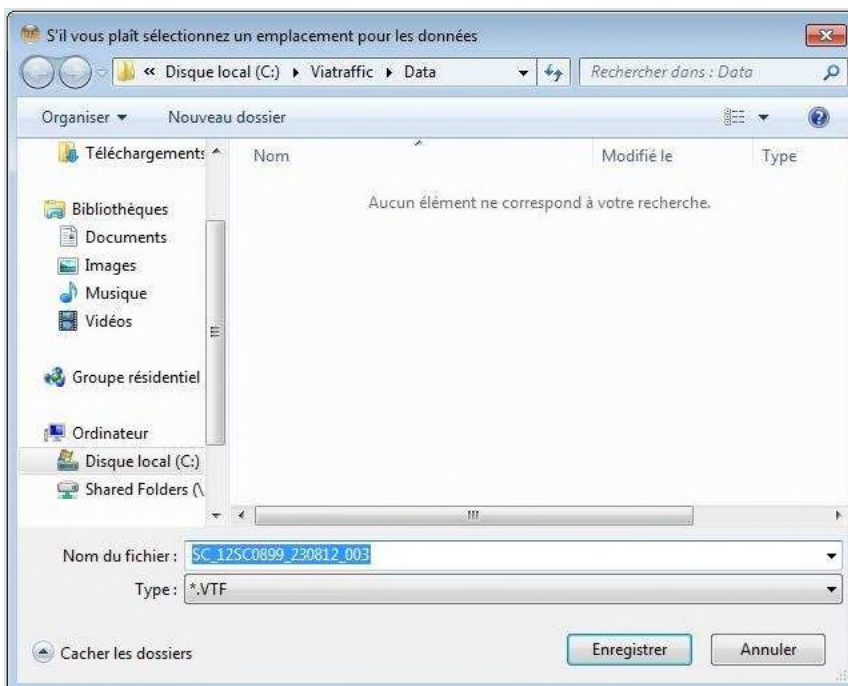 S'il vous plaît sélectionnez un emplacement pour les données
« Disque local (C:) ▸ Viatraffic ▸ Data
Rechercher dans : Data
Organiser
Nouveau dossier
Téléchargements
Nom
Modifié le
Type
Aucun élément ne correspond à votre recherche.
Bibliothèques
Documents
Images
Musique
Vidéos
Groupe résidentiel
Ordinateur
Disque local (C:)
Shared Folders (\
Nom du fichier :
SC_12SC0899_230812_003
Type :
*.VTF
Cacher les dossiers
Enregistrer
Annuler